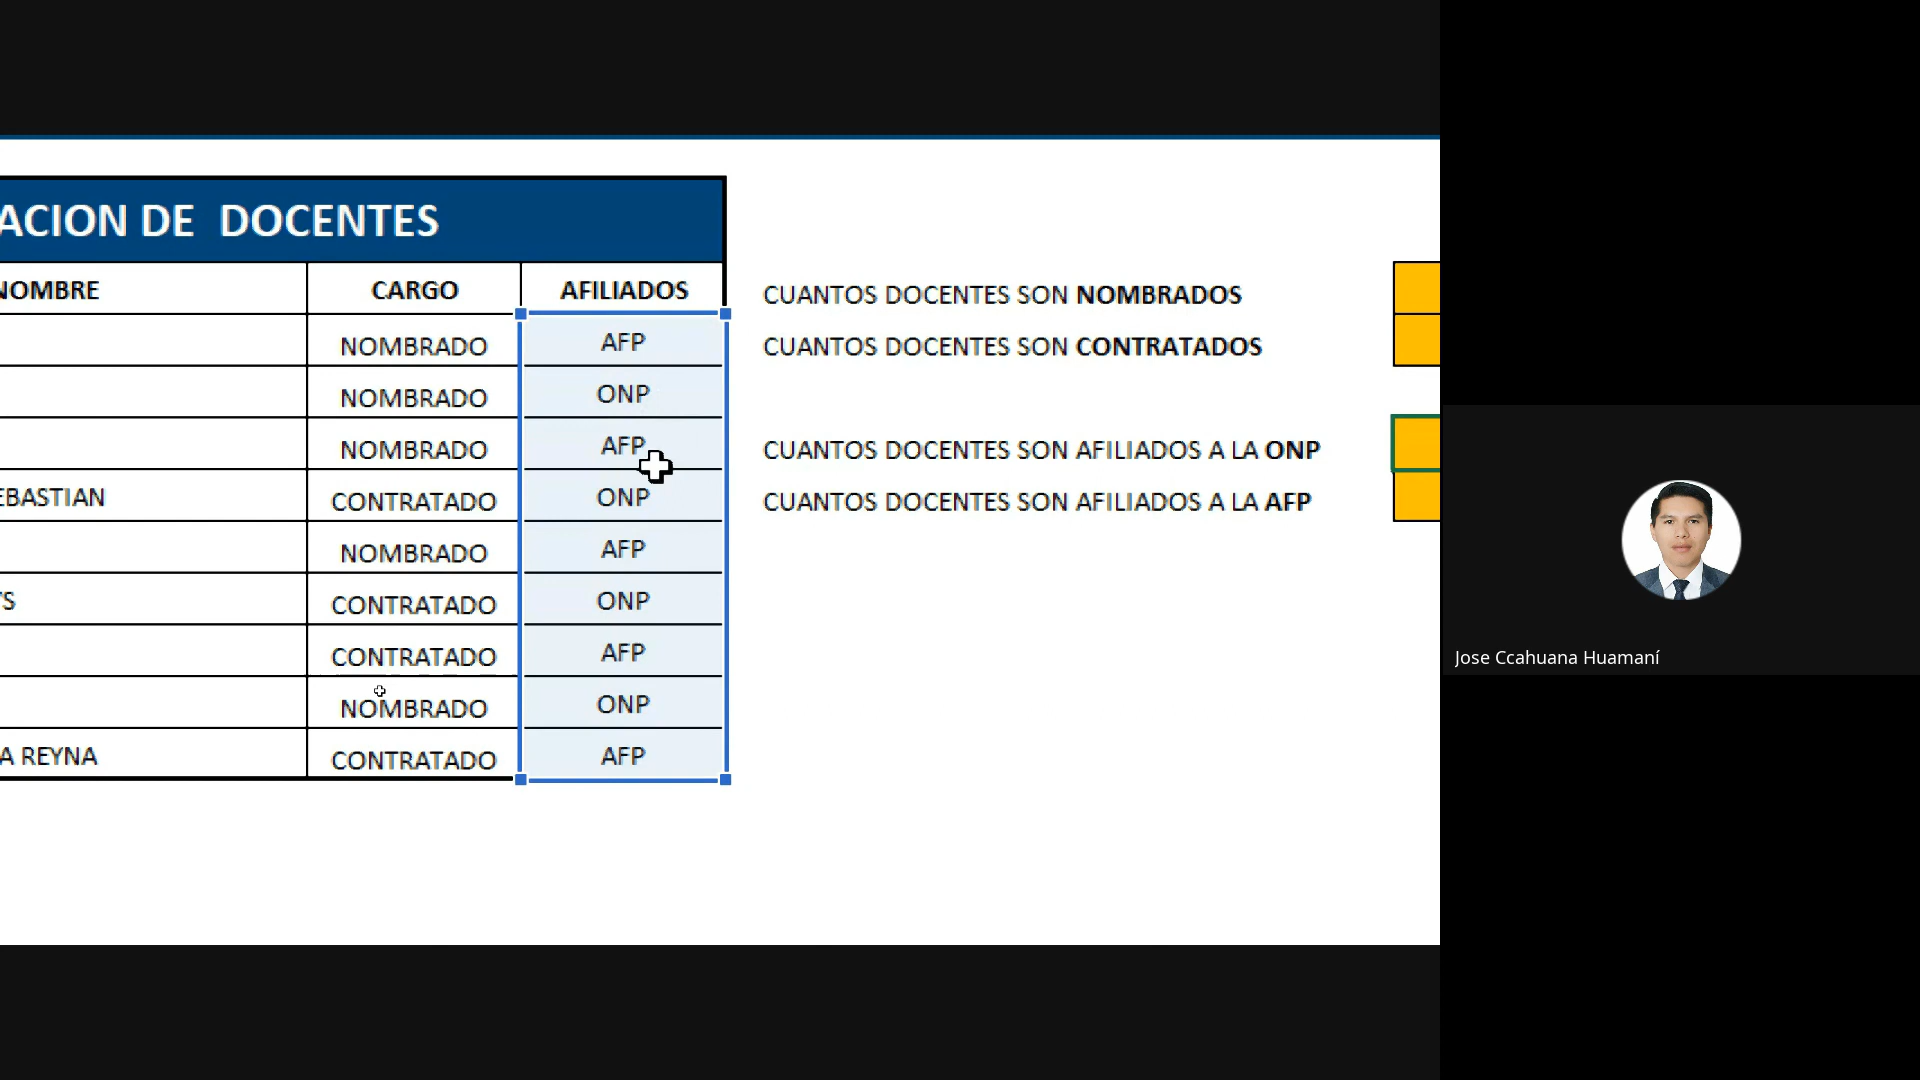 ACION DE DOCENTES
NOMBRE CARGO AFILIADOS
NOMBRADO AFP
NOMBRADO ONP
NOMBRADO AFP
EBASTIAN CONTRATADO ONP
NOMBRADO AFP
TS CONTRATADO ONP
CONTRATADO AFP
NOMBRADO ONP
A REYNA CONTRATADO AFP
CUANTOS DOCENTES SON NOMBRADOS
CUANTOS DOCENTES SON CONTRATADOS
CUANTOS DOCENTES SON AFILIADOS A LA ONP
CUANTOS DOCENTES SON AFILIADOS A LA AFP
Jose Ccahuana Huamaní